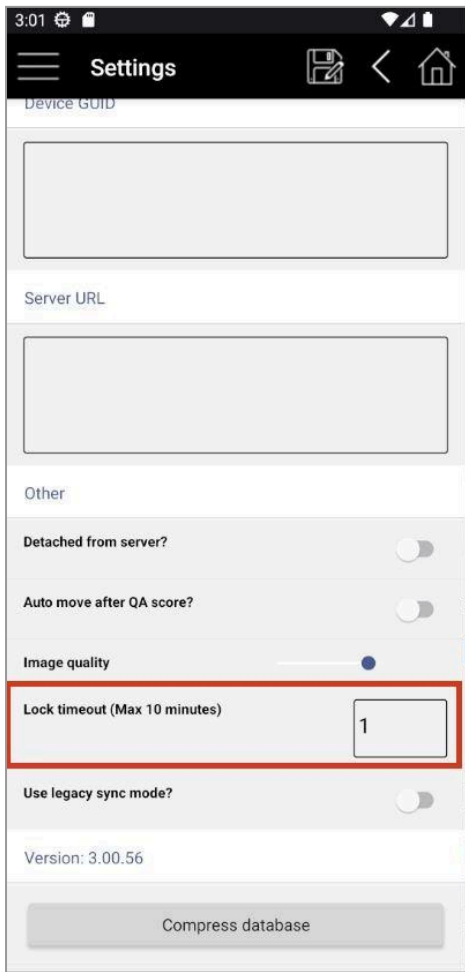 3:01
Settings
Device GUID
Server URL
Other
Detached from server?
Auto move after QA score?
Image quality
Lock timeout (Max 10 minutes)
1
Use legacy sync mode?
Version: 3.00.56
Compress database